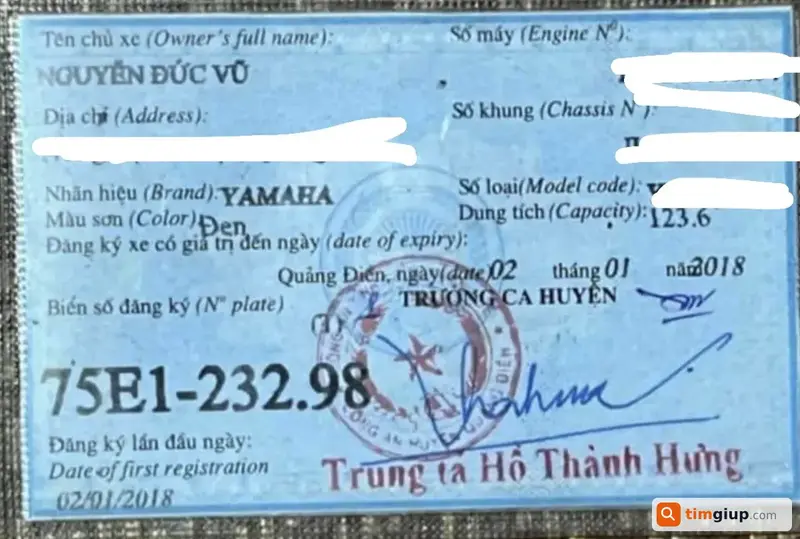 Tên chủ xe (Owner's full name):
NGUYỄN ĐỨC VŨ
Địa chỉ (Address):
Số máy (Engine Nº):
Số khung (Chassis Nº):
Nhãn hiệu (Brand): YAMAHA
Số loại (Model code):
Màu sơn (Color): Đen
Dung tích (Capacity): 123.6
Đăng ký xe có giá trị đến ngày (date of expiry):
Quảng Điền, ngày (date) 02 tháng 01 năm 2018
TRƯỞNG CA HUYỆN
Biển số đăng ký (Nº plate)
75E1-232.98
Đăng ký lần đầu ngày:
Date of first registration
02/01/2018
Trung tá Hồ Thành Hưng
timgiup.com